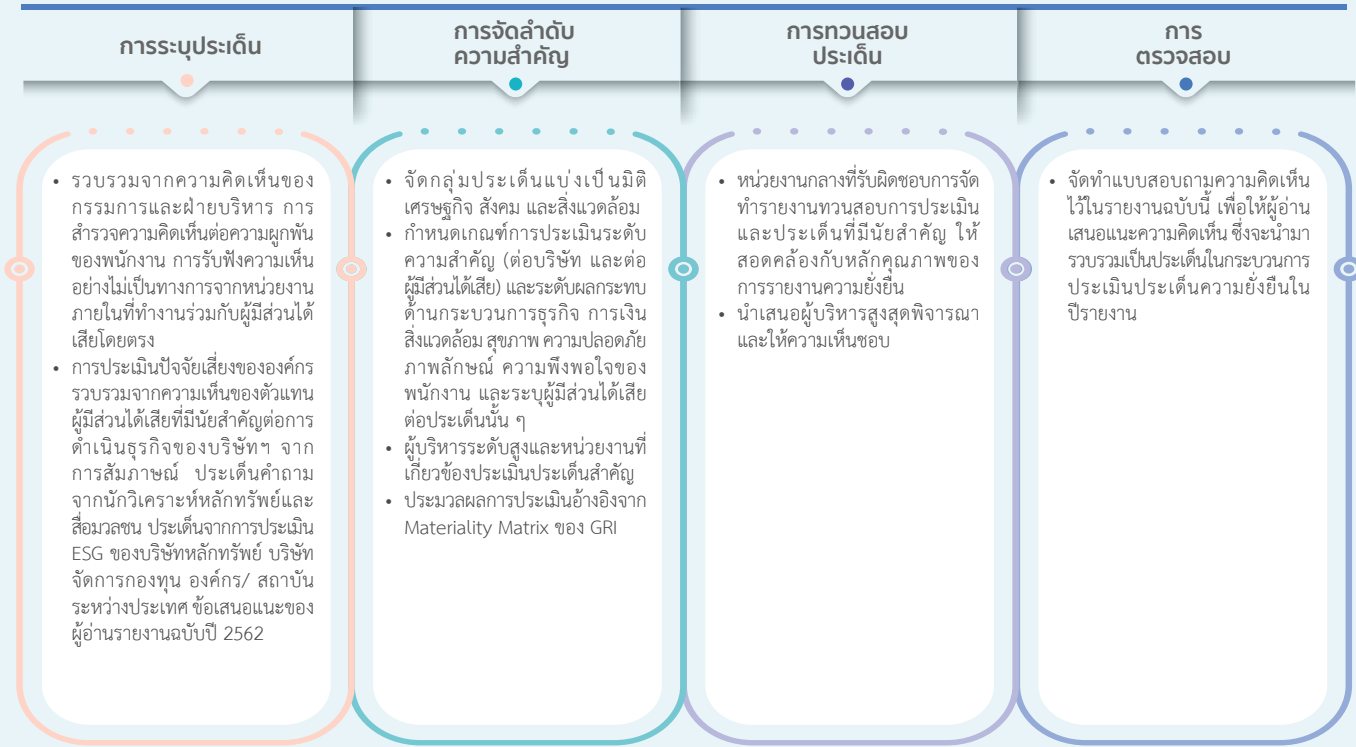 การระบุประเด็น
การจัดลำดับ
ความสำคัญ
การทวนสอบ
ประเด็น
การ
ตรวจสอบ
• รวบรวมจากความคิดเห็นของ
กรรมการและฝ่ายบริหาร การ
สำรวจความคิดเห็นต่อความผูกพัน
ของพนักงาน การรับฟังความเห็น
อย่างไม่เป็นทางการจากหน่วยงาน
ภายในที่ทำงานร่วมกับผู้มีส่วนได้
เสียโดยตรง
• การประเมินปัจจัยเสี่ยงขององค์กร
รวบรวมจากความเห็นของตัวแทน
ผู้มีส่วนได้เสียที่มีนัยสำคัญต่อการ
ดำเนินธุรกิจของบริษัทฯ จาก
การสัมภาษณ์ ประเด็นคำถาม
จากนักวิเคราะห์หลักทรัพย์และ
สื่อมวลชน ประเด็นจากการประเมิน
ESG ของบริษัทหลักทรัพย์ บริษัท
จัดการกองทุน องค์กร/ สถาบัน
ระหว่างประเทศ ข้อเสนอแนะของ
ผู้อ่านรายงานฉบับปี 2562
• จัดกลุ่มประเด็นแบ่งเป็นมิติ
เศรษฐกิจ สังคม และสิ่งแวดล้อม
• กำหนดเกณฑ์การประเมินระดับ
ความสำคัญ (ต่อบริษัท และต่อ
ผู้มีส่วนได้เสีย) และระดับผลกระทบ
ด้านกระบวนการธุรกิจ การเงิน
สิ่งแวดล้อม สุขภาพ ความปลอดภัย
ภาพลักษณ์ ความพึงพอใจของ
พนักงาน และระบุผู้มีส่วนได้เสีย
ต่อประเด็นนั้น ๆ
• ผู้บริหารระดับสูงและหน่วยงานที่
เกี่ยวข้องประเมินประเด็นสำคัญ
• ประมวลผลการประเมินอ้างอิงจาก
Materiality Matrix ของ GRI
• หน่วยงานกลางที่รับผิดชอบการจัด
ทำรายงานทวนสอบการประเมิน
และประเด็นที่มีนัยสำคัญ ให้
สอดคล้องกับหลักคุณภาพของ
การรายงานความยั่งยืน
• นำเสนอผู้บริหารสูงสุดพิจารณา
และให้ความเห็นชอบ
• จัดทำแบบสอบถามความคิดเห็น
ไว้ในรายงานฉบับนี้ เพื่อให้ผู้อ่าน
เสนอแนะความคิดเห็น ซึ่งจะนำมา
รวบรวมเป็นประเด็นในกระบวนการ
ประเมินประเด็นความยั่งยืนใน
ปีรายงาน